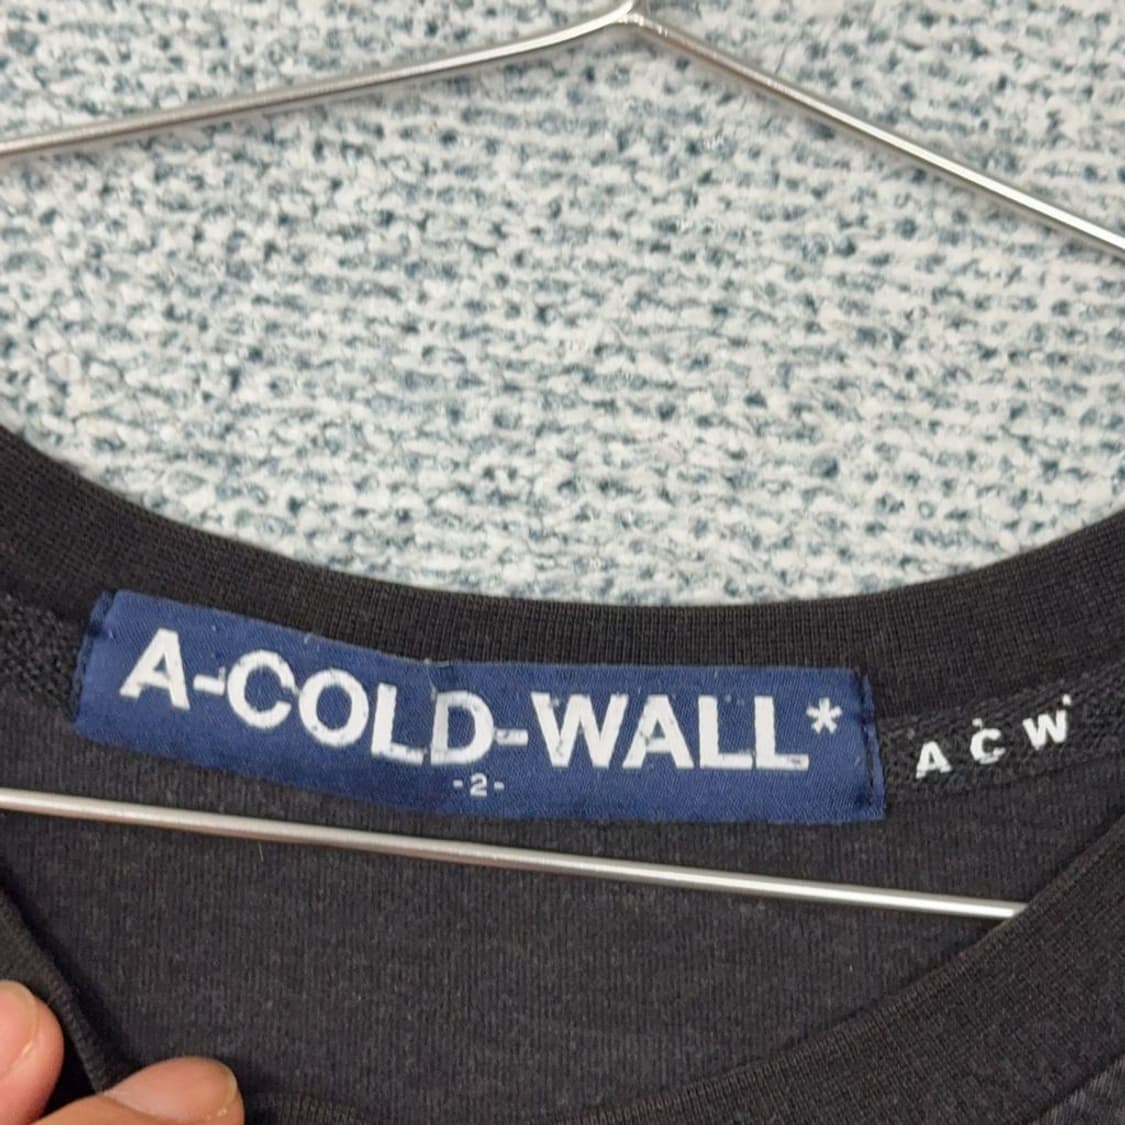 A-COLD-WALL*
-2-
A C W